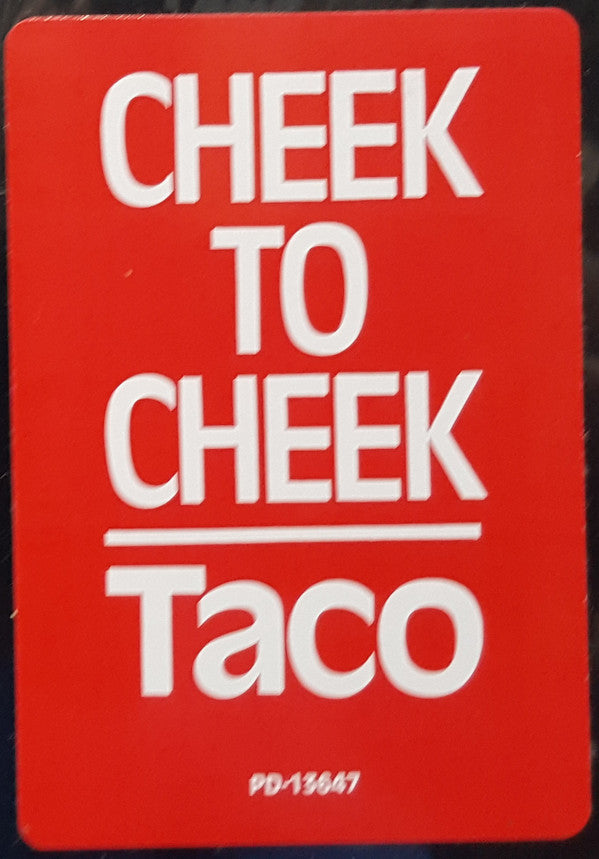 CHEEK
TO
CHEEK
Taco
PD-13647